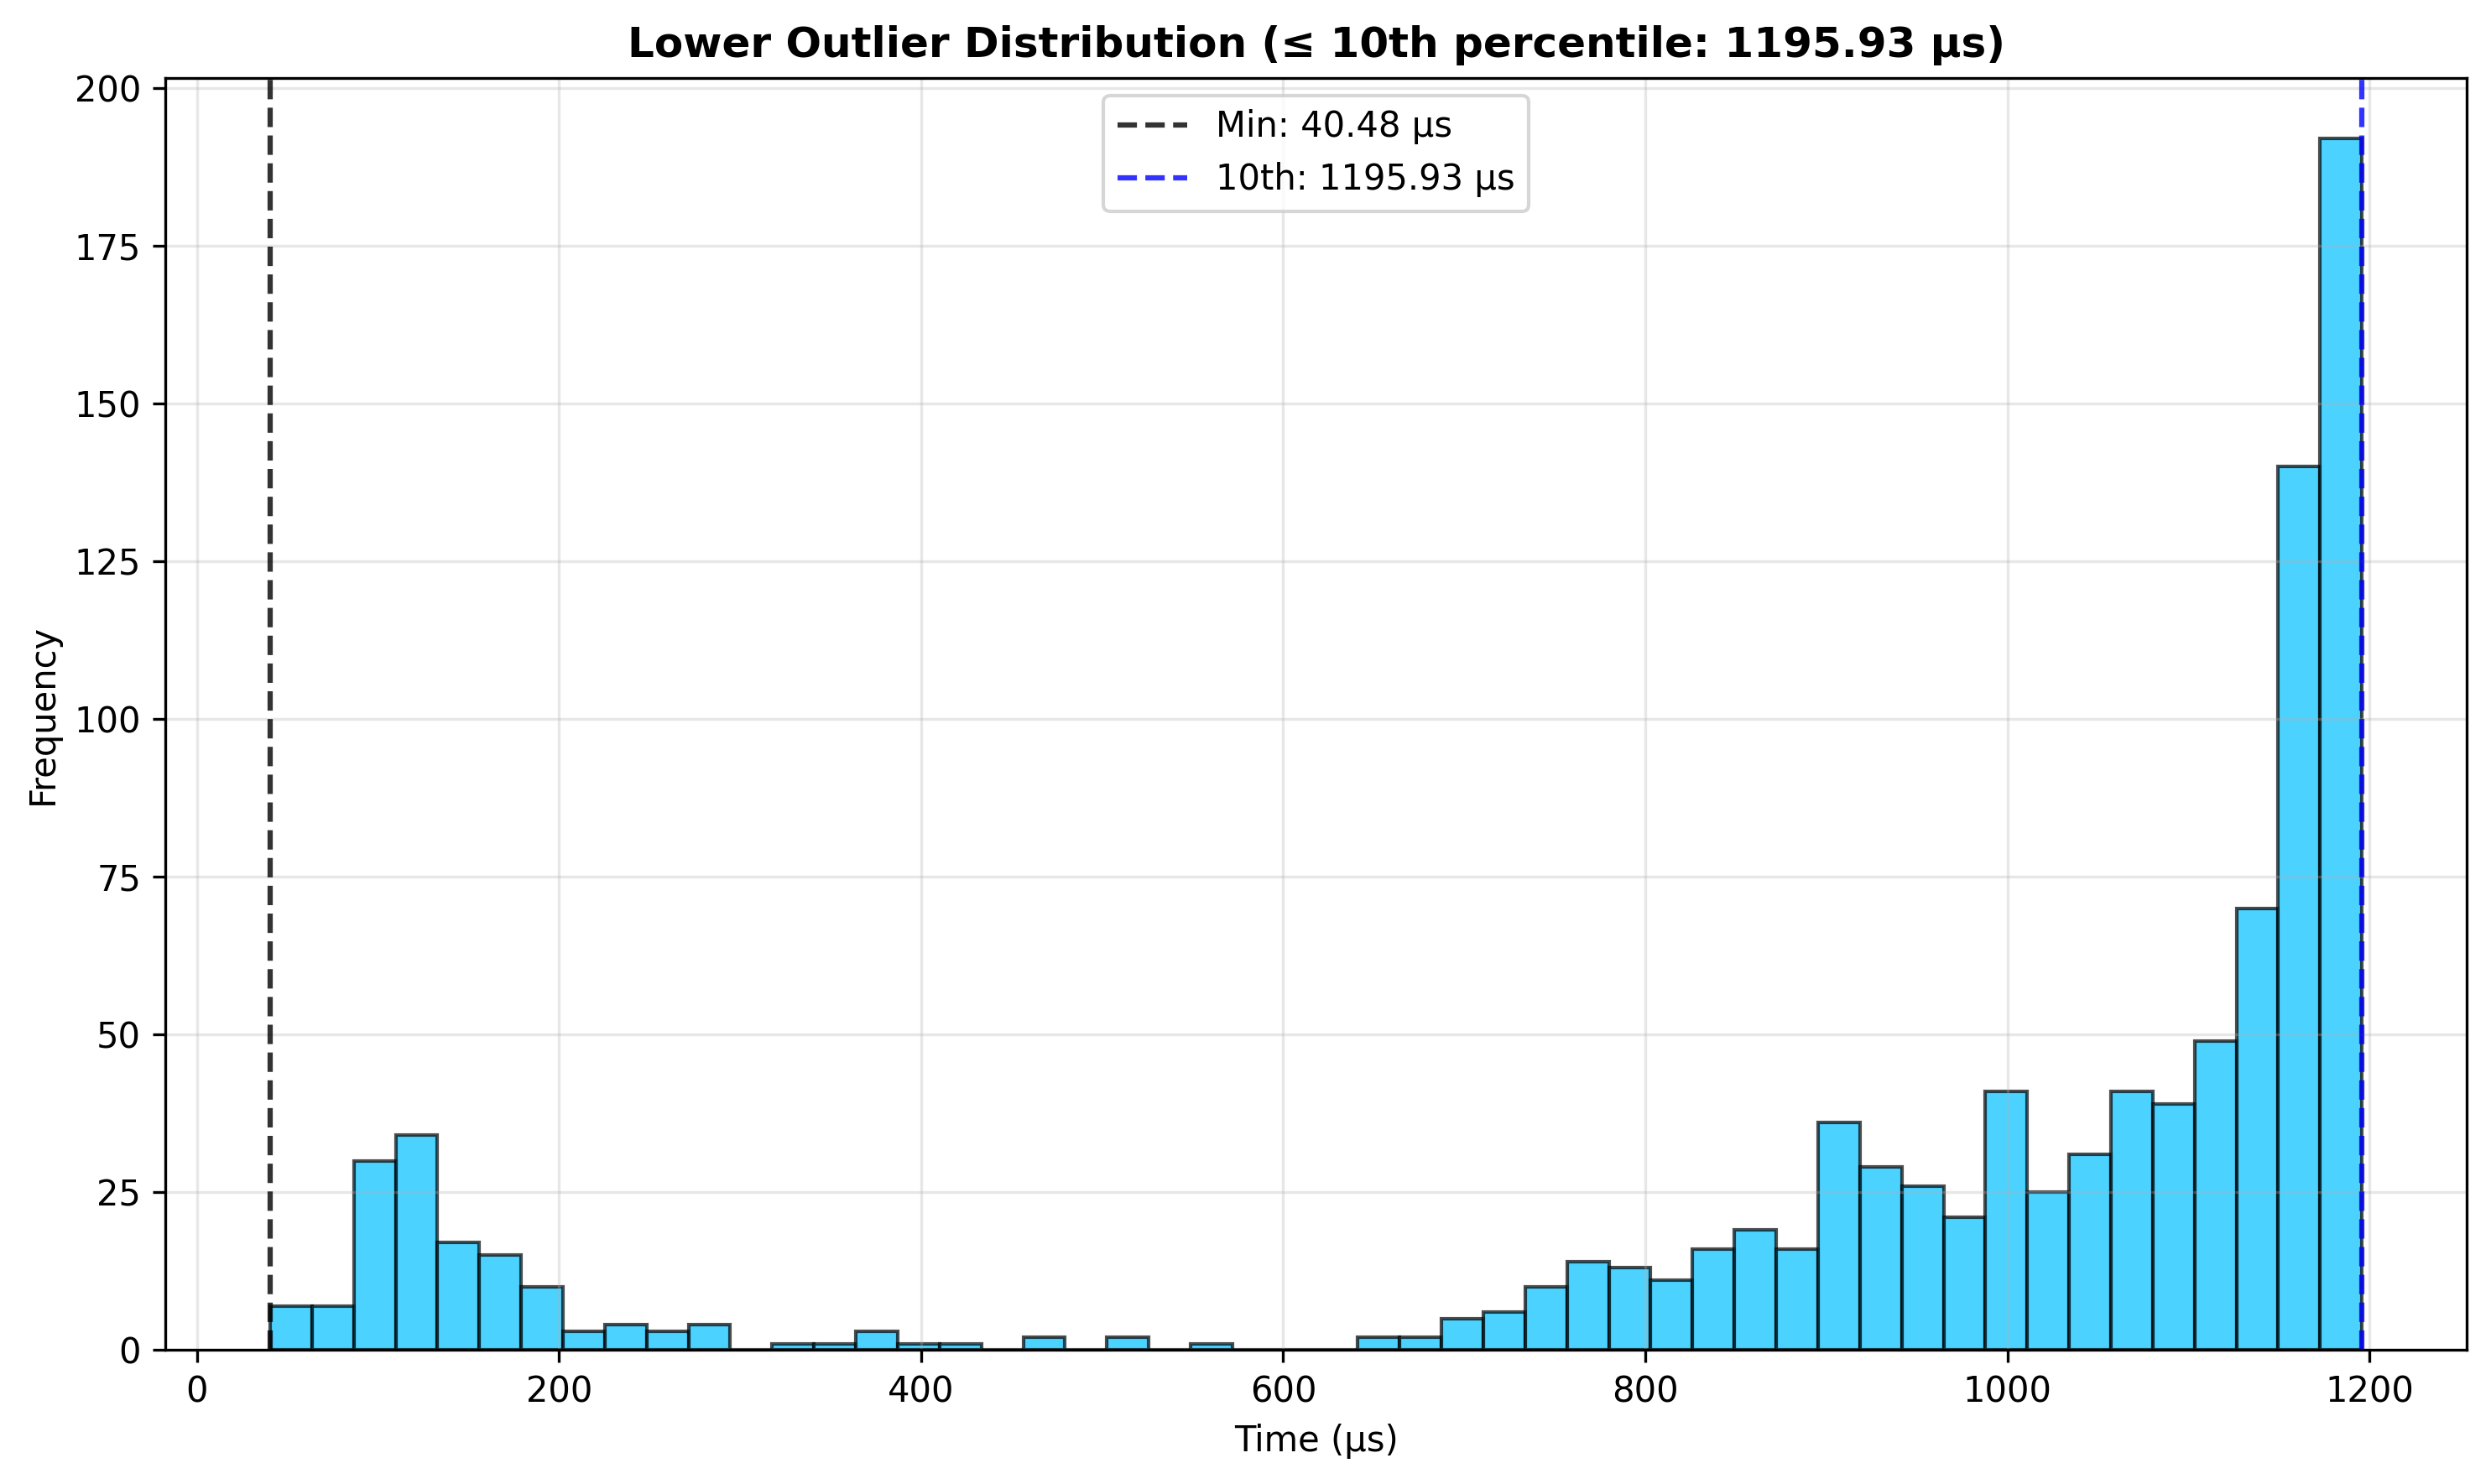 Lower Outlier Distribution (≤ 10th percentile: 1195.93 µs)
Min: 40.48 µs
10th: 1195.93 µs
Frequency
200
175
150
125
100
75
50
25
0
0 200 400 600 800 1000 1200
Time (µs)